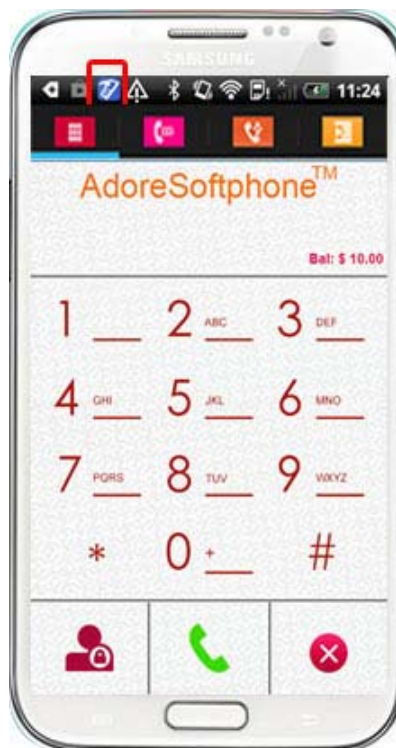 SAMSUNG
11:24
AdoreSoftphone™
Bal: $ 10.00
1 2 ABC 3 DEF
4 GHI 5 JKL 6 MNO
7 PQRS 8 TUV 9 WXYZ
* 0 + #